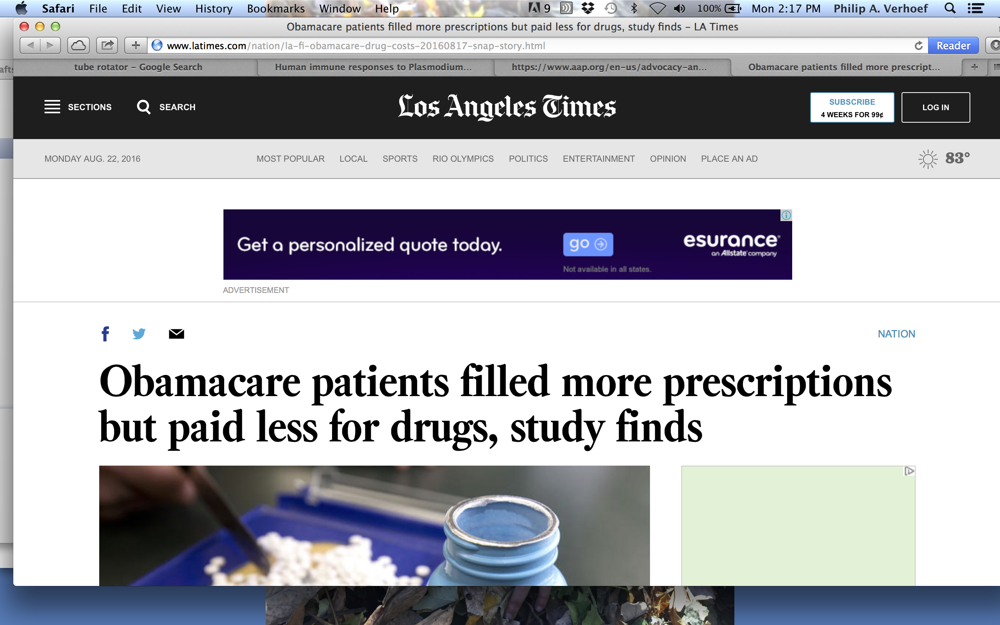 Safari File Edit View History Bookmarks Window Help 9 100% Mon 2:17 PM Philip A. Verhoef
Obamacare patients filled more prescriptions but paid less for drugs, study finds – LA Times
www.latimes.com/nation/la-fi-obamacare-drug-costs-20160817-snap-story.html Reader
afts
tube rotator – Google Search Human immune responses to Plasmodium... https://www.aap.org/en-us/advocacy-an... Obamacare patients filled more prescript...
SECTIONS SEARCH Los Angeles Times SUBSCRIBE
4 WEEKS FOR 99¢ LOG IN
MONDAY AUG. 22, 2016 MOST POPULAR LOCAL SPORTS RIO OLYMPICS POLITICS ENTERTAINMENT OPINION PLACE AN AD 83°
Get a personalized quote today. go esurance®
an Allstate® company
Not available in all states.
ADVERTISEMENT
NATION
Obamacare patients filled more prescriptions
but paid less for drugs, study finds